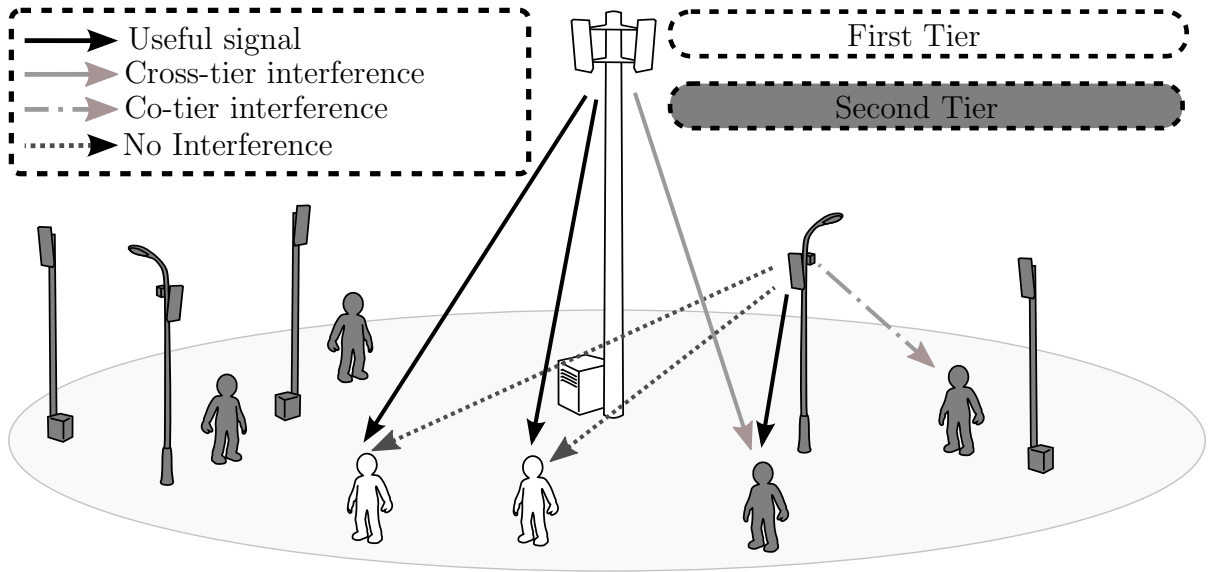 Useful signal
Cross-tier interference
Co-tier interference
No Interference
First Tier
Second Tier